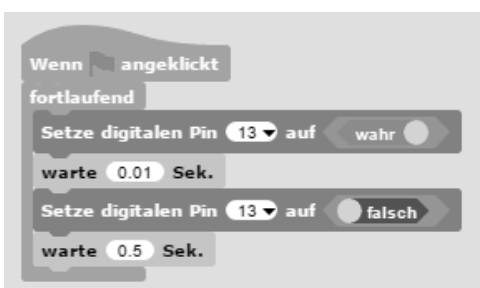 Wenn angeklickt
fortlaufend
Setze digitalen Pin 13 auf wahr
warte 0.01 Sek.
Setze digitalen Pin 13 auf falsch
warte 0.5 Sek.